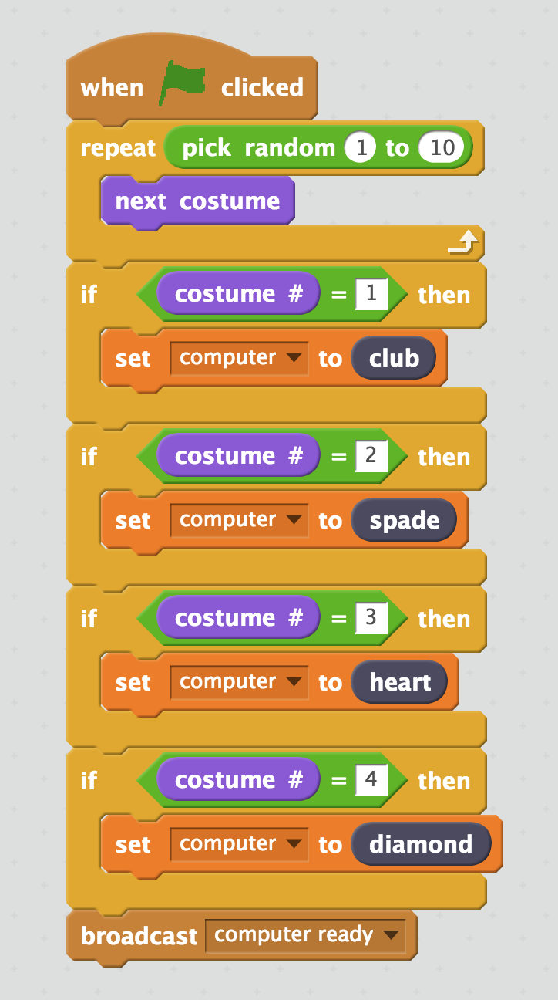 when clicked
repeat pick random 1 to 10
next costume
if costume # = 1 then
set computer to club
if costume # = 2 then
set computer to spade
if costume # = 3 then
set computer to heart
if costume # = 4 then
set computer to diamond
broadcast computer ready